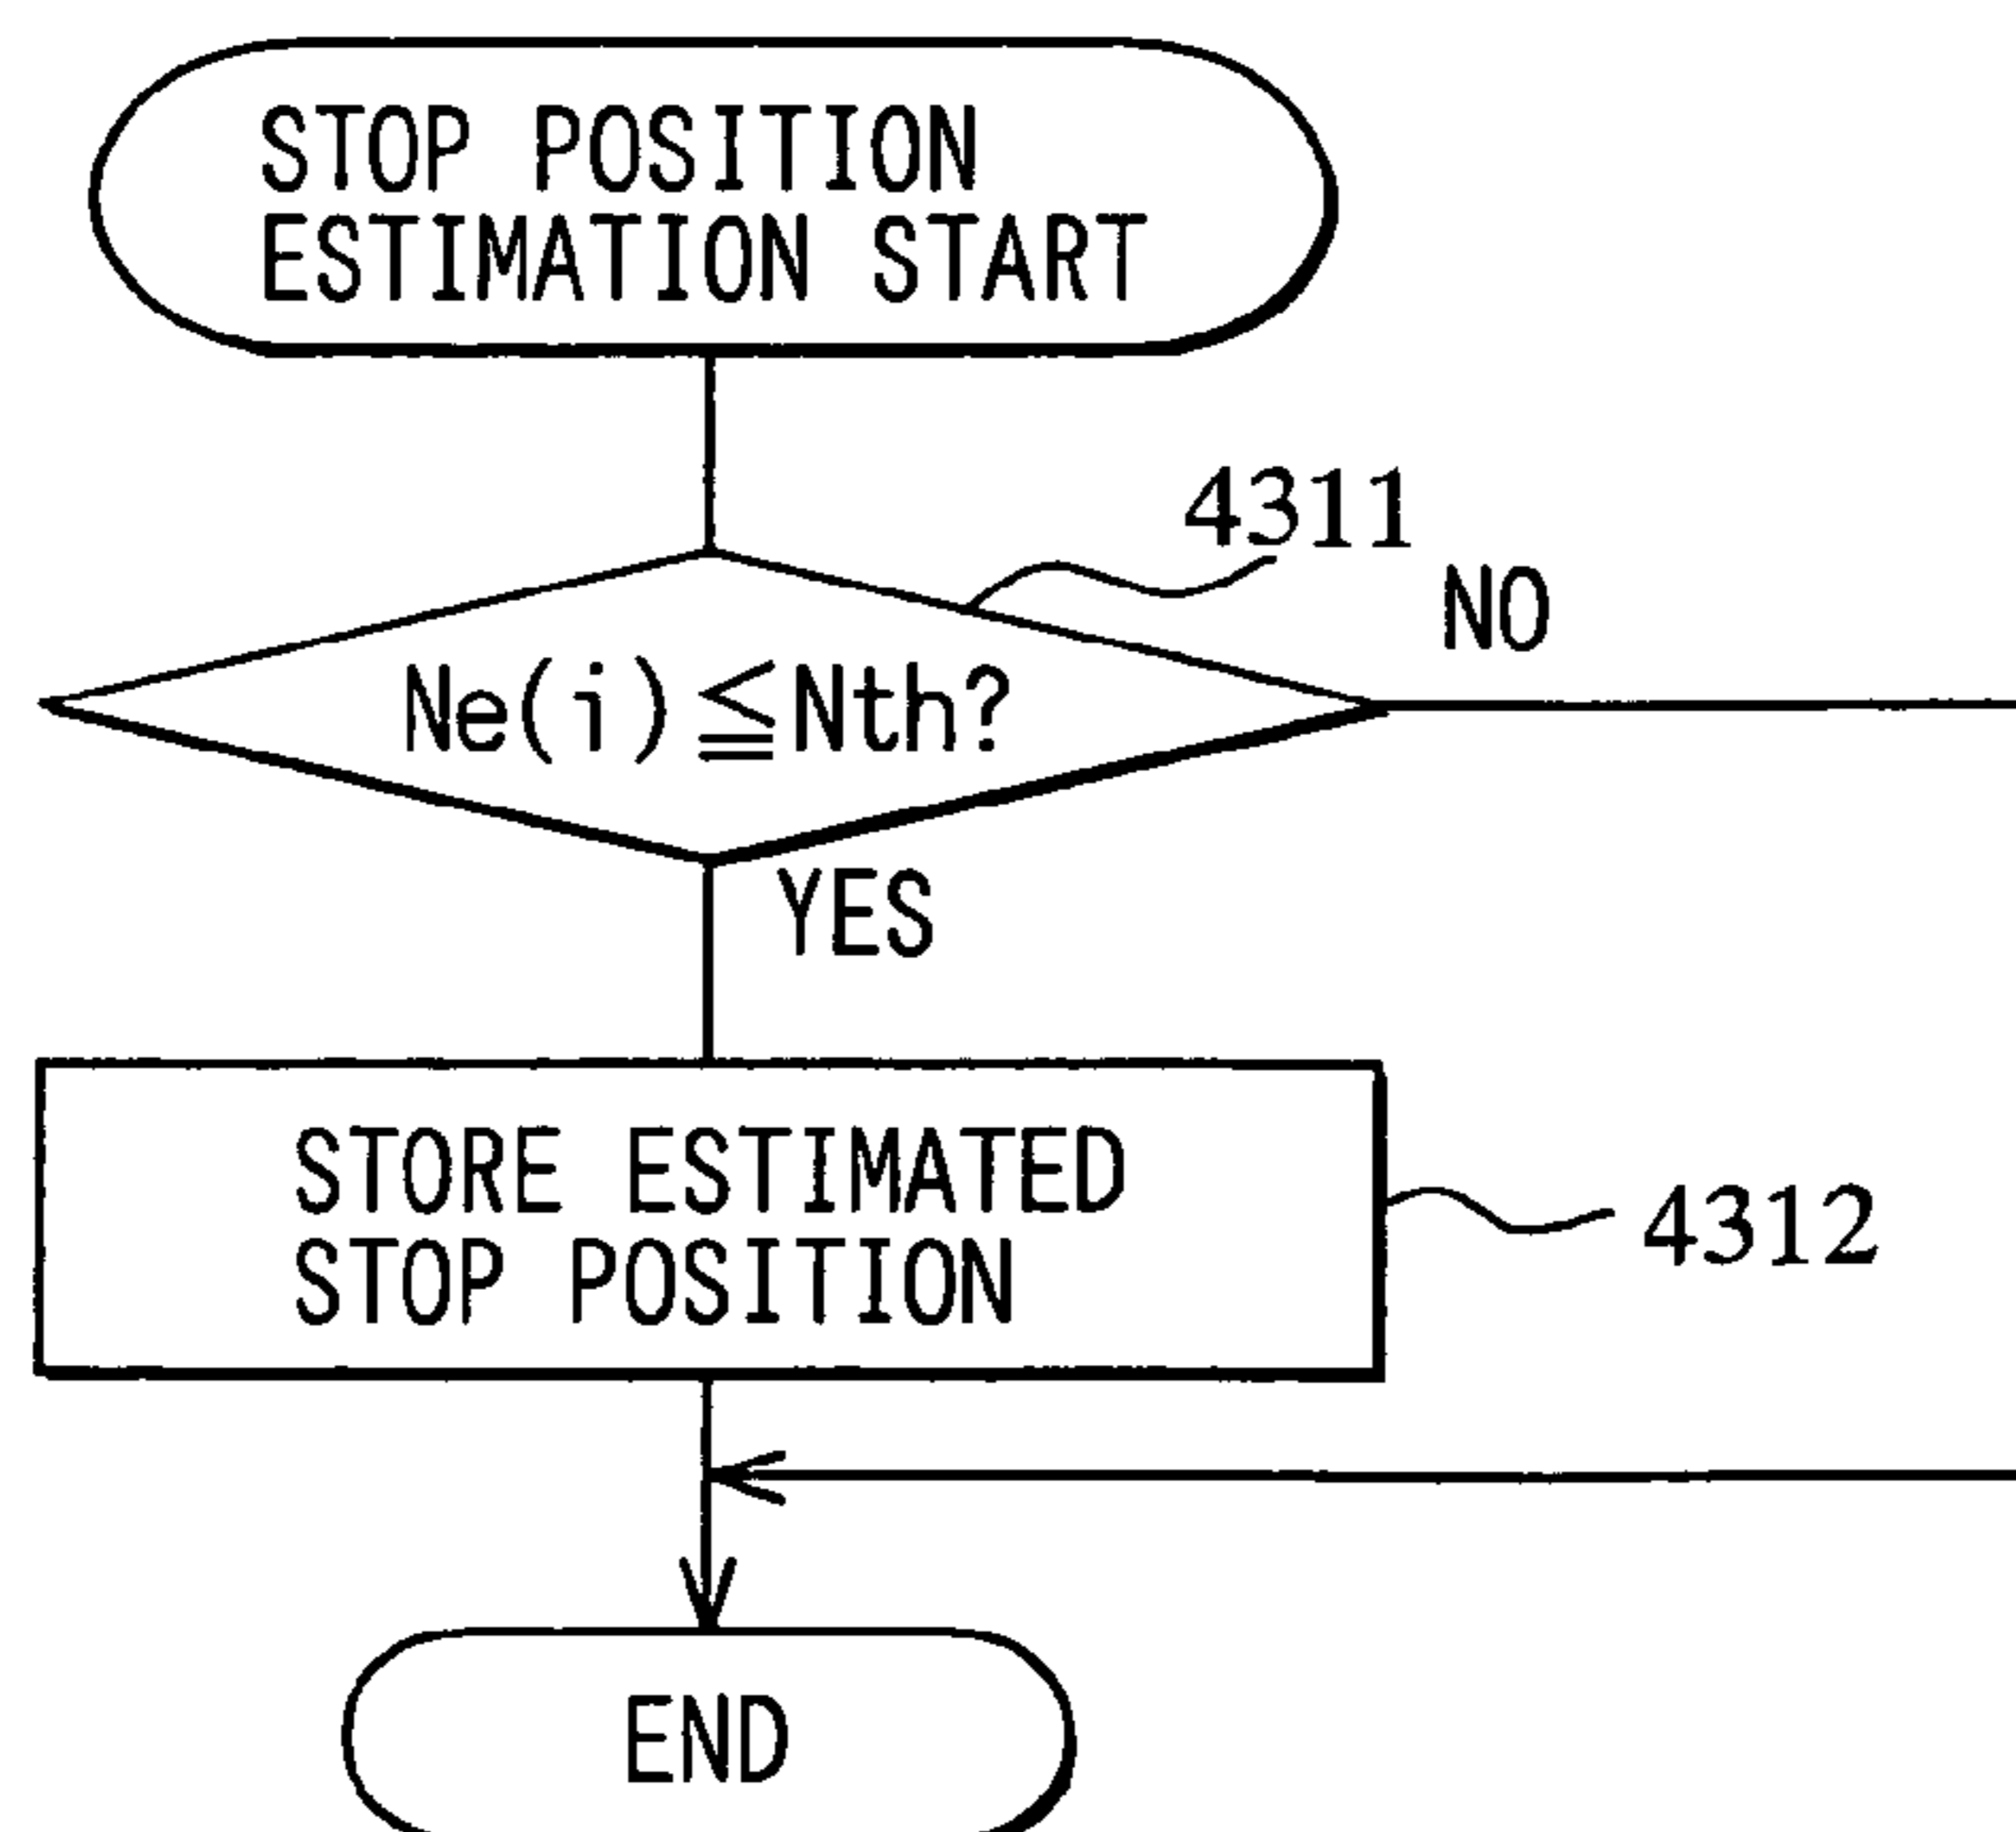 STOP POSITION
ESTIMATION START
4311
NO
Ne(i)≦Nth?
YES
STORE ESTIMATED
STOP POSITION
4312
END